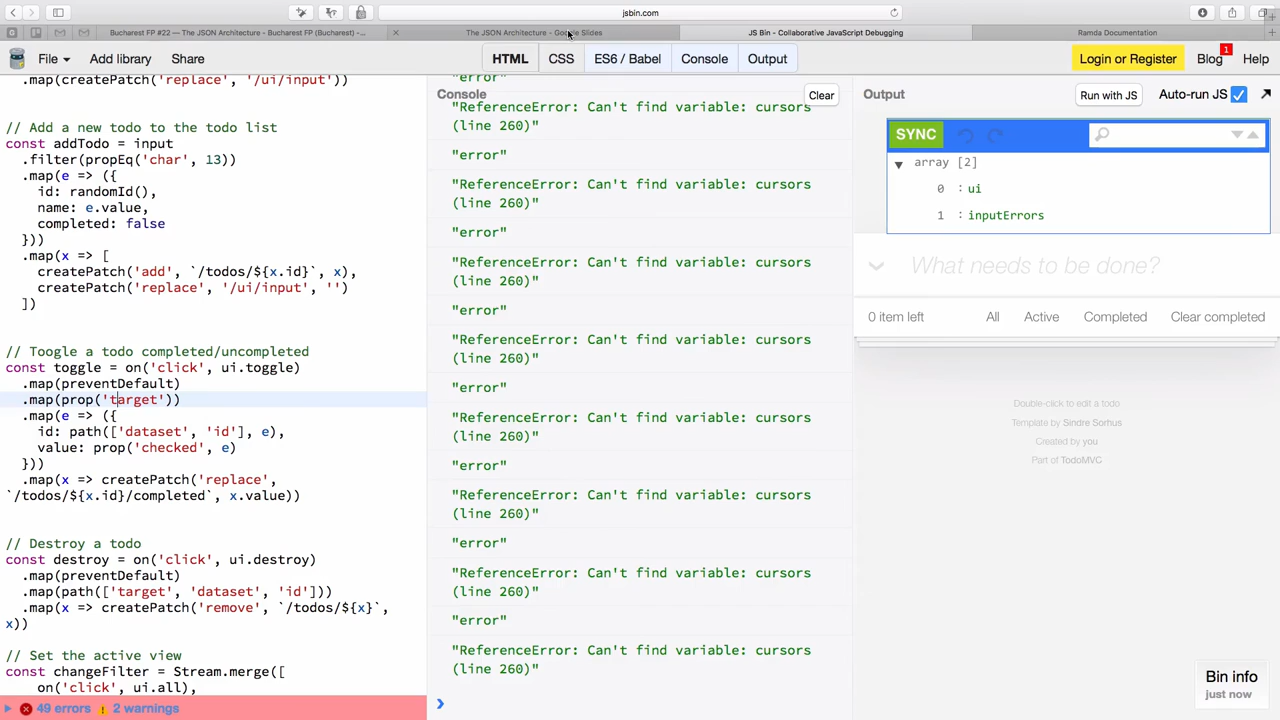 jsbin.com
Bucharest FP #22 — The JSON Architecture - Bucharest FP (Bucharest) -...
The JSON Architecture - Google Slides
JS Bin - Collaborative JavaScript Debugging
Ramda Documentation
File
Add library
Share
HTML
CSS
ES6 / Babel
Console
Output
Login or Register
Blog
1
Help
.map(createPatch('replace', '/ui/input'))
// Add a new todo to the todo list
const addTodo = input
.filter(propEq('char', 13))
.map(e => ({
id: randomId(),
name: e.value,
completed: false
}))
.map(x => [
createPatch('add', `/todos/${x.id}`, x),
createPatch('replace', '/ui/input', '')
])
// Toogle a todo completed/uncompleted
const toggle = on('click', ui.toggle)
.map(preventDefault)
.map(prop('target'))
.map(e => ({
id: path(['dataset', 'id'], e),
value: prop('checked', e)
}))
.map(x => createPatch('replace',
`/todos/${x.id}/completed`, x.value))
// Destroy a todo
const destroy = on('click', ui.destroy)
.map(preventDefault)
.map(path(['target', 'dataset', 'id']))
.map(x => createPatch('remove', `/todos/${x}`,
x))
// Set the active view
const changeFilter = Stream.merge([
on('click', ui.all),
49 errors
2 warnings
Console
Clear
"error"
"ReferenceError: Can't find variable: cursors
(line 260)"
"error"
"ReferenceError: Can't find variable: cursors
(line 260)"
"error"
"ReferenceError: Can't find variable: cursors
(line 260)"
"error"
"ReferenceError: Can't find variable: cursors
(line 260)"
"error"
"ReferenceError: Can't find variable: cursors
(line 260)"
"error"
"ReferenceError: Can't find variable: cursors
(line 260)"
"error"
"ReferenceError: Can't find variable: cursors
(line 260)"
"error"
"ReferenceError: Can't find variable: cursors
(line 260)"
Output
Run with JS
Auto-run JS
SYNC
array [2]
0 : ui
1 : inputErrors
What needs to be done?
0 item left
All
Active
Completed
Clear completed
Double-click to edit a todo
Template by Sindre Sorhus
Created by you
Part of TodoMVC
Bin info
just now